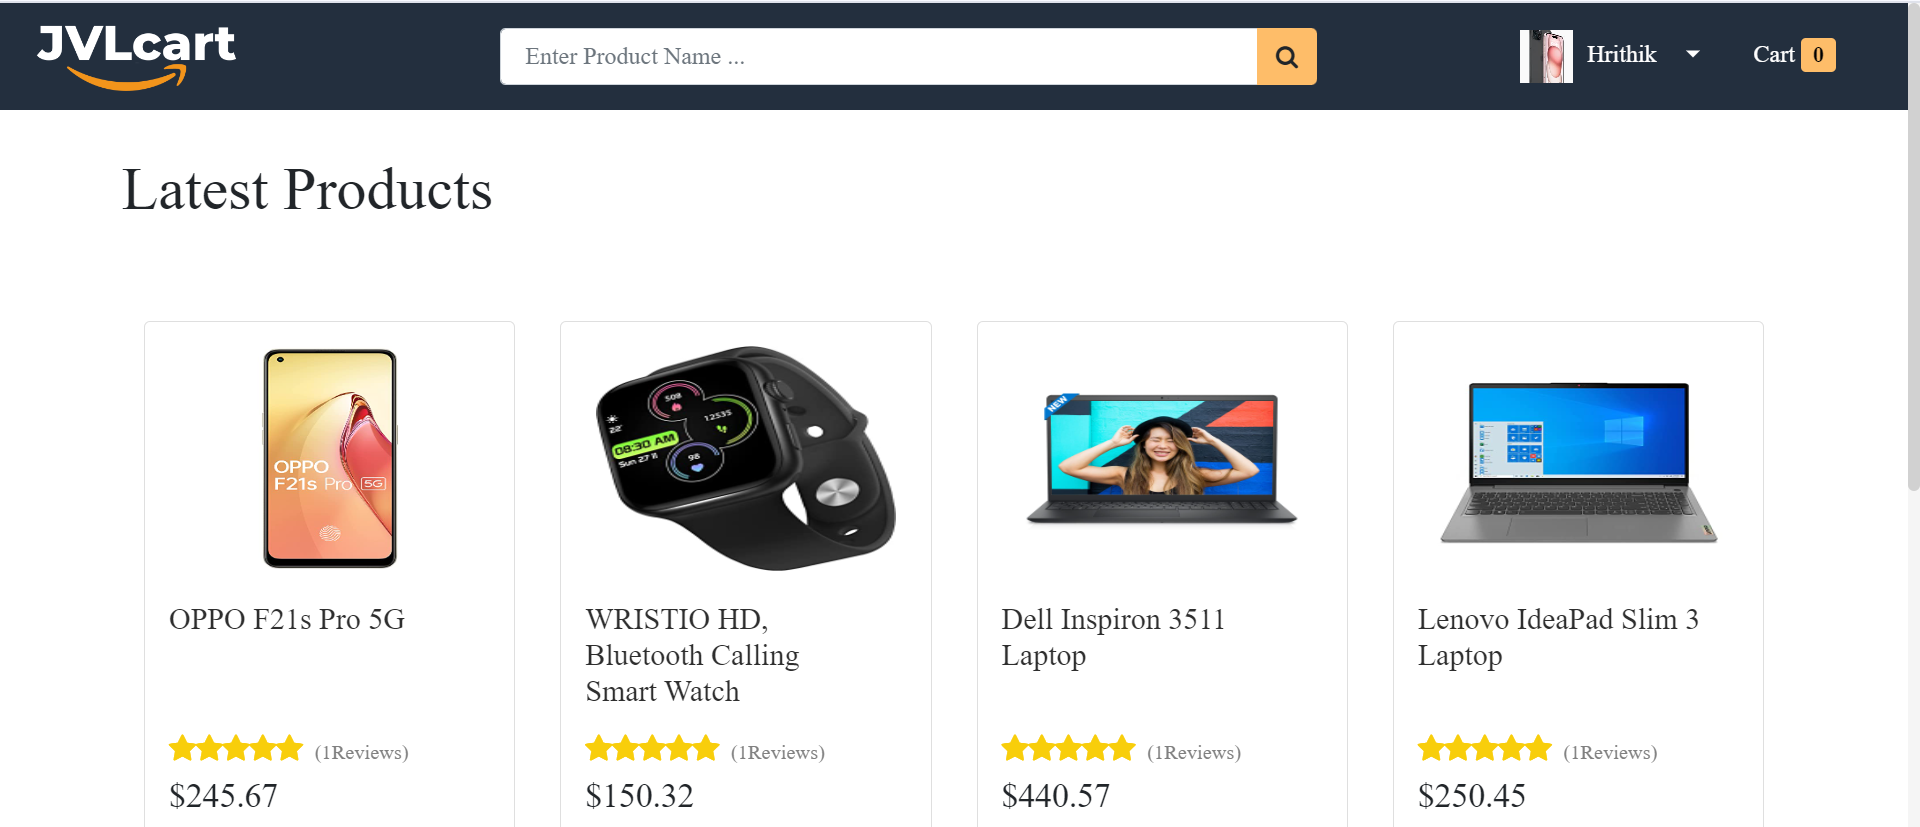 JVLcart
Enter Product Name ...
Hrithik
Cart 0
Latest Products
OPPO
F21s Pro 5G
508
12535
22°
08:30 AM
98
NEW
OPPO F21s Pro 5G
WRISTIO HD,
Bluetooth Calling
Smart Watch
Dell Inspiron 3511
Laptop
Lenovo IdeaPad Slim 3
Laptop
(1Reviews)
(1Reviews)
(1Reviews)
(1Reviews)
$245.67
$150.32
$440.57
$250.45